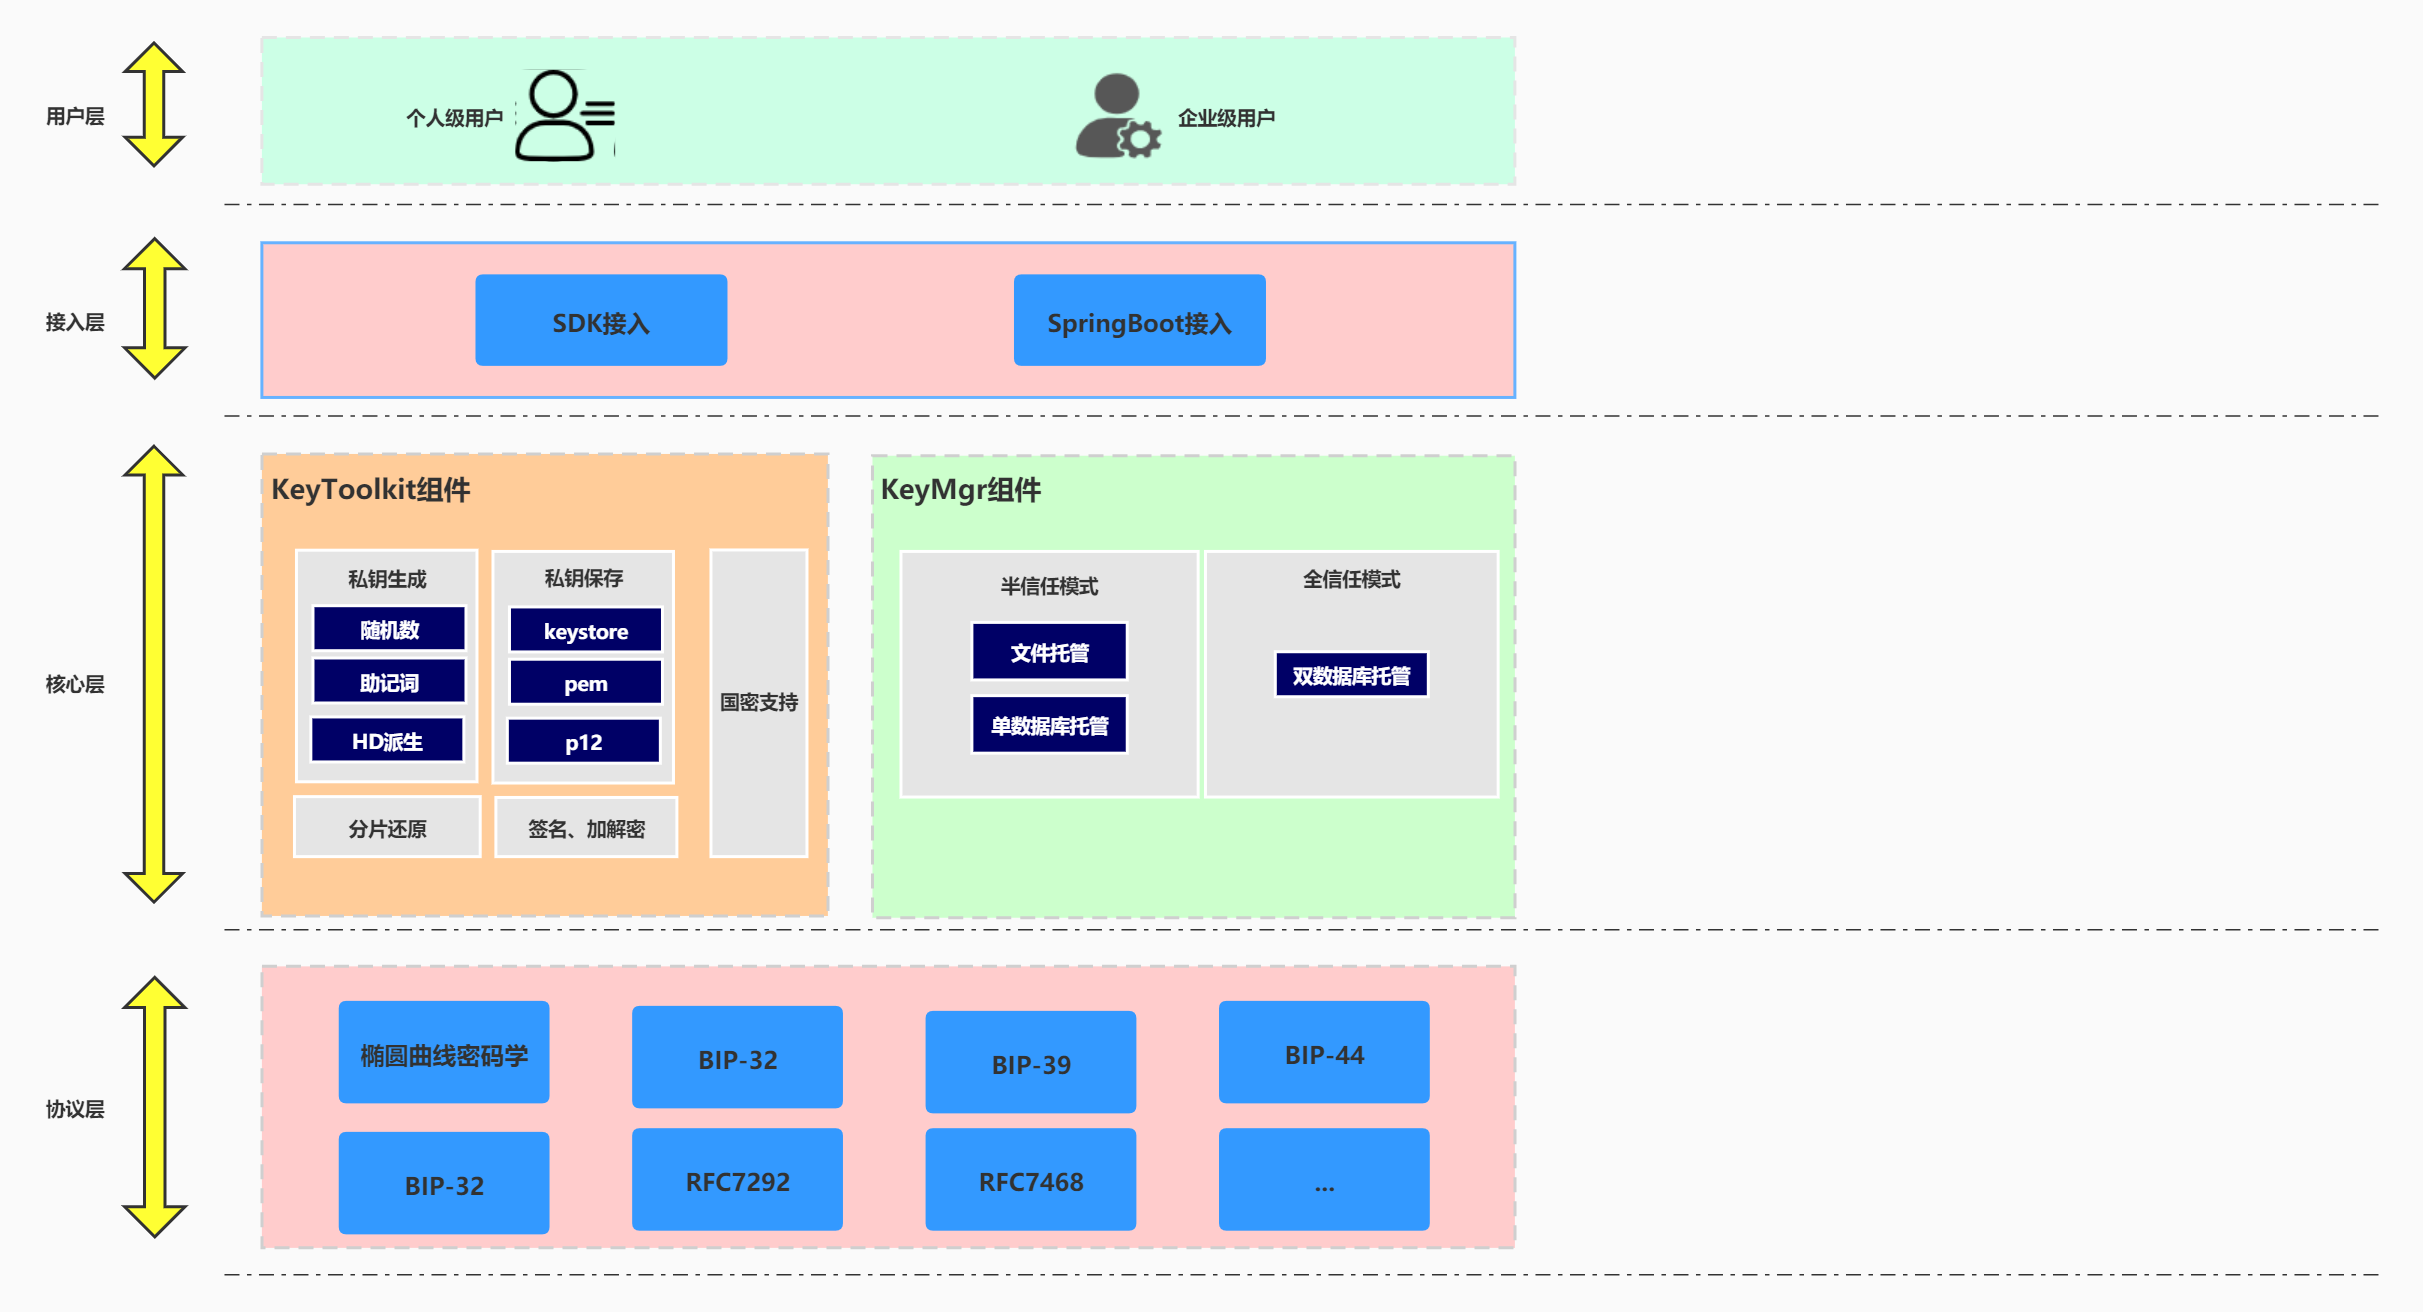 用户层
个人级用户
企业级用户
接入层
SDK接入
SpringBoot接入
核心层
KeyToolkit组件
私钥生成
随机数
助记词
HD派生
私钥保存
keystore
pem
p12
国密支持
分片还原
签名、加解密
KeyMgr组件
半信任模式
文件托管
单数据库托管
全信任模式
双数据库托管
协议层
椭圆曲线密码学
BIP-32
BIP-39
BIP-44
BIP-32
RFC7292
RFC7468
...